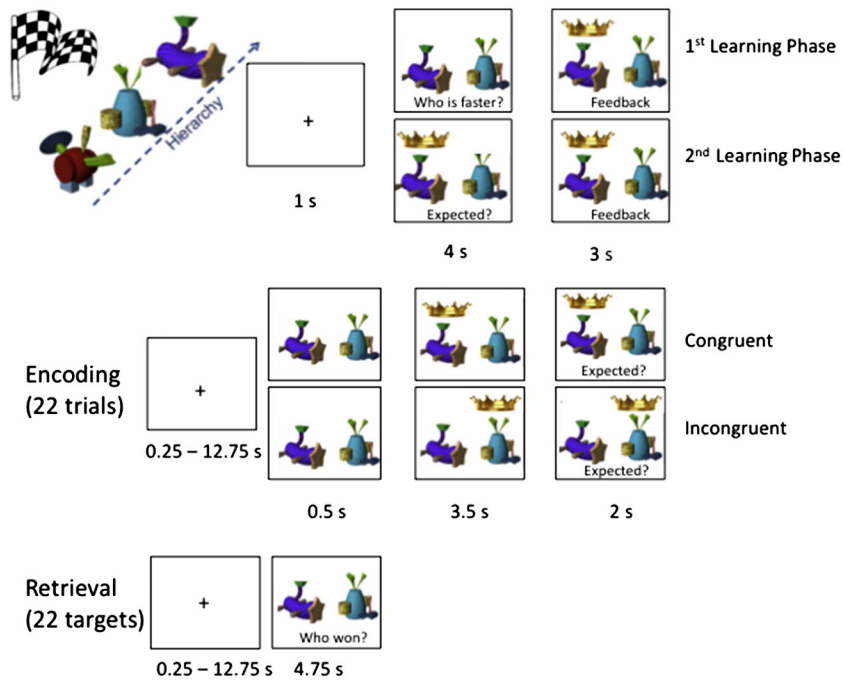 Hierarchy
+
1 s
Who is faster?
Feedback
1st Learning Phase
Expected?
Feedback
2nd Learning Phase
4 s
3 s
Encoding
(22 trials)
+
0.25 – 12.75 s
Expected?
Congruent
Expected?
Incongruent
0.5 s
3.5 s
2 s
Retrieval
(22 targets)
+
Who won?
0.25 – 12.75 s
4.75 s